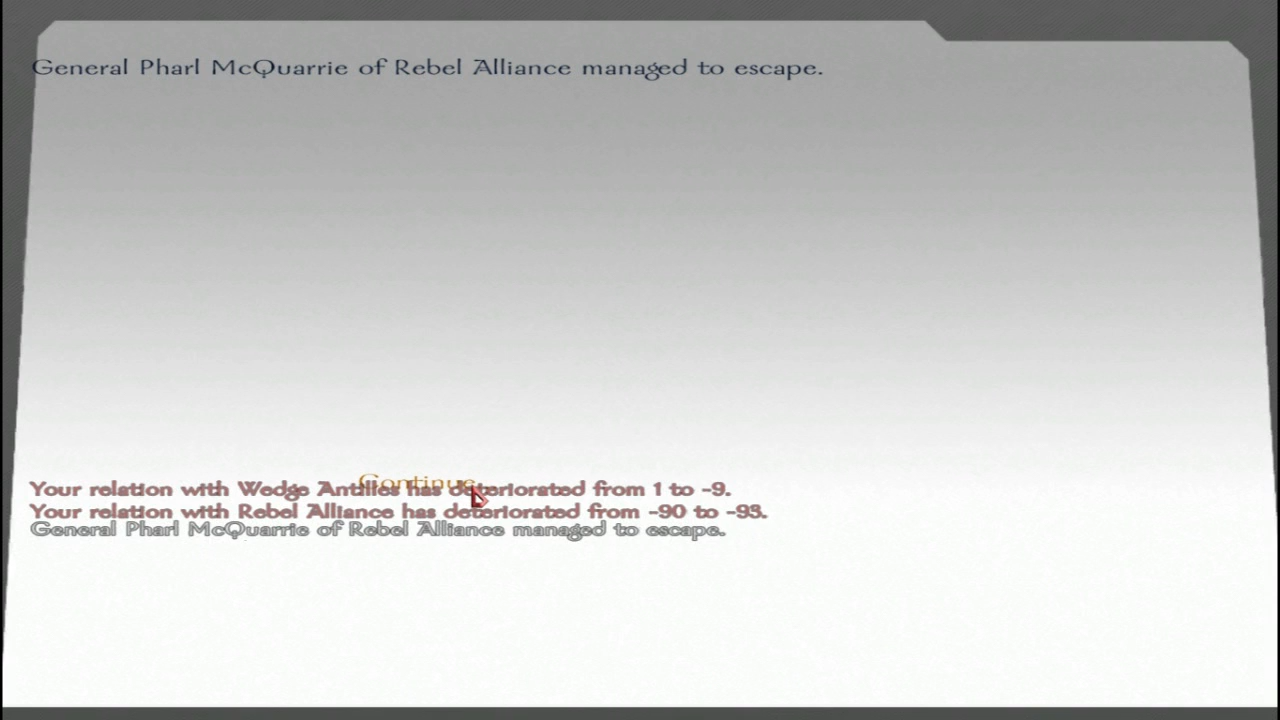 General Pharl McQuarrie of Rebel Alliance managed to escape.
Continue...
Your relation with Wedge Antilles has deteriorated from 1 to -9.
Your relation with Rebel Alliance has deteriorated from -90 to -93.
General Pharl McQuarrie of Rebel Alliance managed to escape.